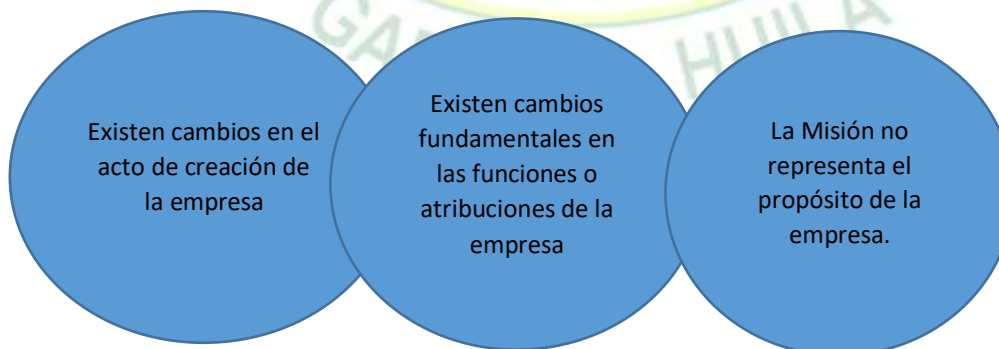 HUILA
Existen cambios en el
acto de creación de
la empresa
Existen cambios
fundamentales en
las funciones o
atribuciones de la
empresa
La Misión no
representa el
propósito de la
empresa.